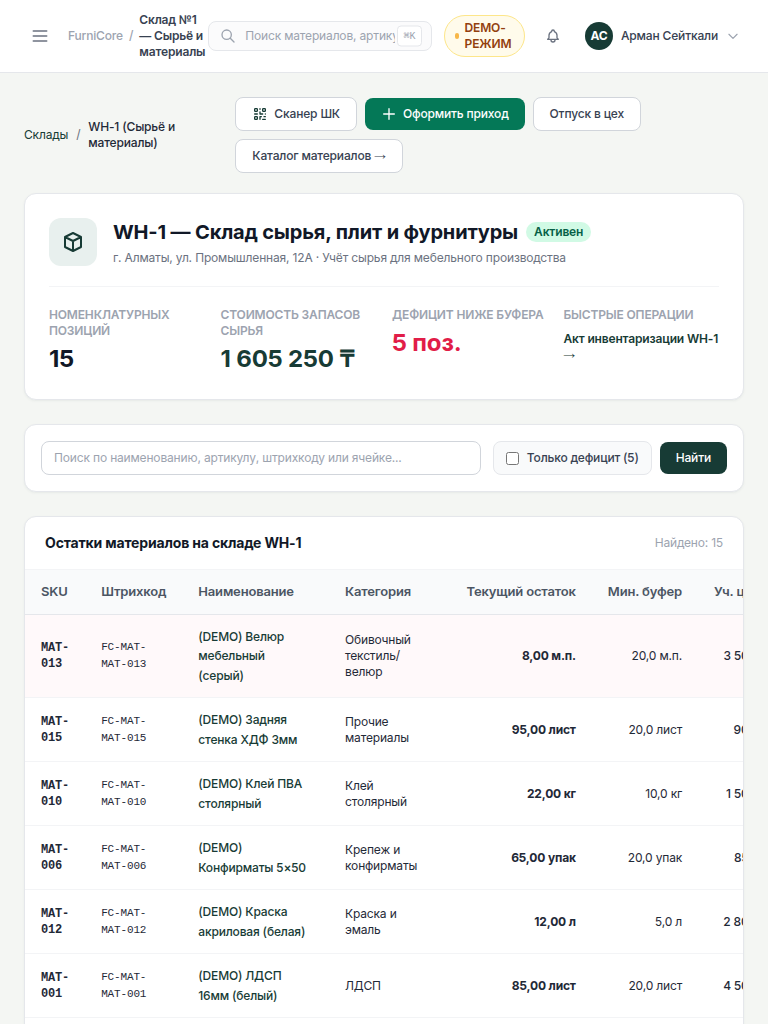 FurniCore / Склад №1 — Сырьё и материалы
Поиск материалов, артику
⌘K
DEMO-РЕЖИМ
АС Арман Сейткали
Склады / WH-1 (Сырьё и материалы)
Сканер ШК
Оформить приход
Отпуск в цех
Каталог материалов →
WH-1 — Склад сырья, плит и фурнитуры Активен
г. Алматы, ул. Промышленная, 12А · Учёт сырья для мебельного производства
НОМЕНКЛАТУРНЫХ ПОЗИЦИЙ
15
СТОИМОСТЬ ЗАПАСОВ СЫРЬЯ
1 605 250 ₸
ДЕФИЦИТ НИЖЕ БУФЕРА
5 поз.
БЫСТРЫЕ ОПЕРАЦИИ
Акт инвентаризации WH-1 →
Поиск по наименованию, артикулу, штрихкоду или ячейке...
Только дефицит (5)
Найти
Остатки материалов на складе WH-1
Найдено: 15
SKU Штрихкод Наименование Категория Текущий остаток Мин. буфер Уч.
MAT-013 FC-MAT-MAT-013 (DEMO) Велюр мебельный (серый) Обивочный текстиль/велюр 8,00 м.п. 20,0 м.п.
MAT-015 FC-MAT-MAT-015 (DEMO) Задняя стенка ХДФ 3мм Прочие материалы 95,00 лист 20,0 лист
MAT-010 FC-MAT-MAT-010 (DEMO) Клей ПВА столярный Клей столярный 22,00 кг 10,0 кг
MAT-006 FC-MAT-MAT-006 (DEMO) Конфирматы 5×50 Крепеж и конфирматы 65,00 упак 20,0 упак
MAT-012 FC-MAT-MAT-012 (DEMO) Краска акриловая (белая) Краска и эмаль 12,00 л 5,0 л
MAT-001 FC-MAT-MAT-001 (DEMO) ЛДСП 16мм (белый) ЛДСП 85,00 лист 20,0 лист